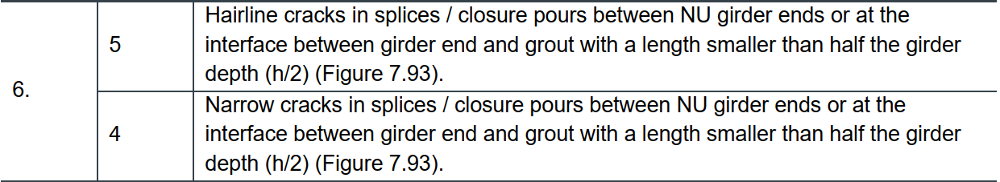 6.
5
Hairline cracks in splices / closure pours between NU girder ends or at the
interface between girder end and grout with a length smaller than half the girder
depth (h/2) (Figure 7.93).
4
Narrow cracks in splices / closure pours between NU girder ends or at the
interface between girder end and grout with a length smaller than half the girder
depth (h/2) (Figure 7.93).